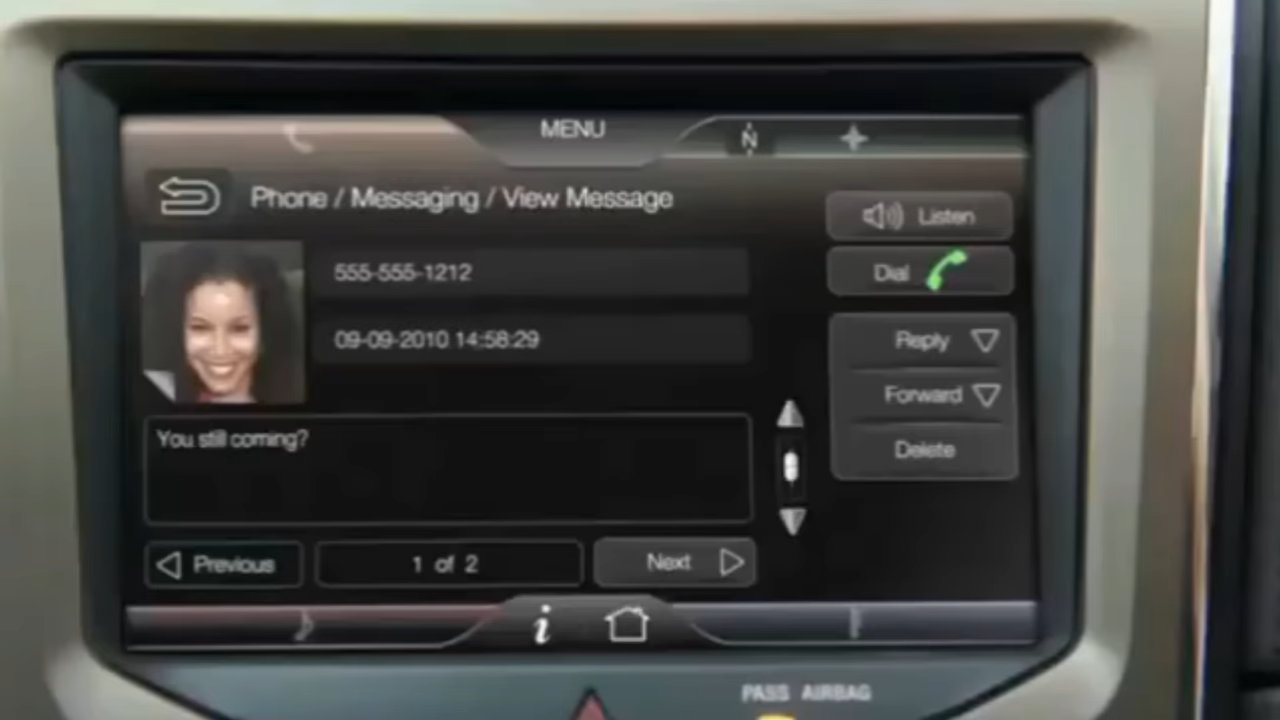 MENU
N
Phone / Messaging / View Message
Listen
555-555-1212
Dial
09-09-2010 14:58:29
Reply
Forward
You still coming?
Delete
Previous
1 of 2
Next
i
PASS AIRBAG